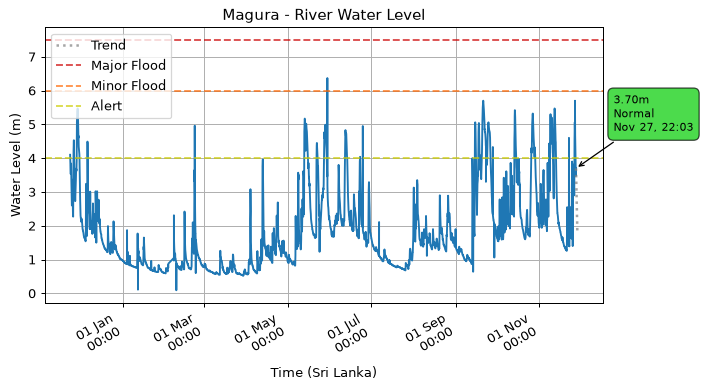 Magura - River Water Level
Trend
Major Flood
Minor Flood
Alert
3.70m
Normal
Nov 27, 22:03
Water Level (m)
7
6
5
4
3
2
1
0
01 Jan
00:00
01 Mar
00:00
01 May
00:00
01 Jul
00:00
01 Sep
00:00
01 Nov
00:00
Time (Sri Lanka)